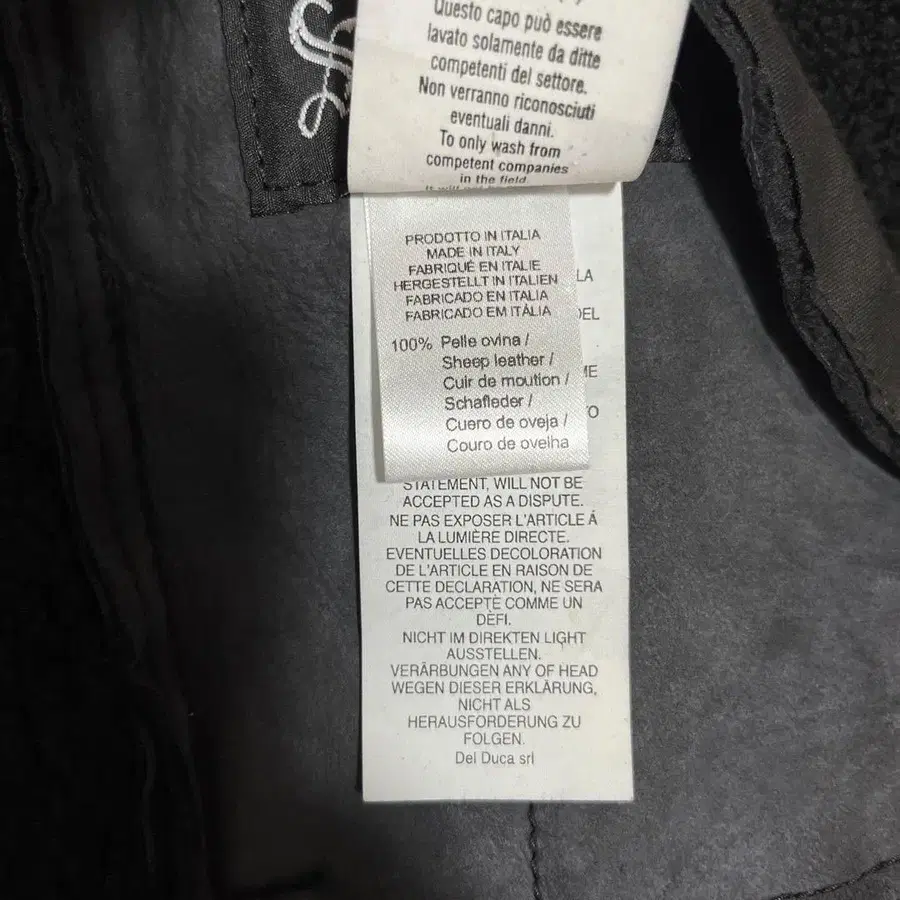 Questo capo può essere
lavato solamente da ditte
competenti del settore.
Non verranno riconosciuti
eventuali danni.
To only wash from
competent companies
in the field.
PRODOTTO IN ITALIA
MADE IN ITALY
FABRIQUÉ EN ITALIE
HERGESTELLT IN ITALIEN
FABRICADO EN ITALIA
FABRICADO EM ITÁLIA
100% Pelle ovina /
Sheep leather /
Cuir de moution /
Schafleder /
Cuero de oveja /
Couro de ovelha
LA
DEL
STATEMENT, WILL NOT BE
ACCEPTED AS A DISPUTE.
NE PAS EXPOSER L'ARTICLE Á
LA LUMIÈRE DIRECTE.
EVENTUELLES DECOLORATION
DE L'ARTICLE EN RAISON DE
CETTE DECLARATION, NE SERA
PAS ACCEPTÈ COMME UN
DÈFI.
NICHT IM DIREKTEN LIGHT
AUSSTELLEN.
VERÄRBUNGEN ANY OF HEAD
WEGEN DIESER ERKLÄRUNG,
NICHT ALS
HERAUSFORDERUNG ZU
FOLGEN.
Del Duca srl